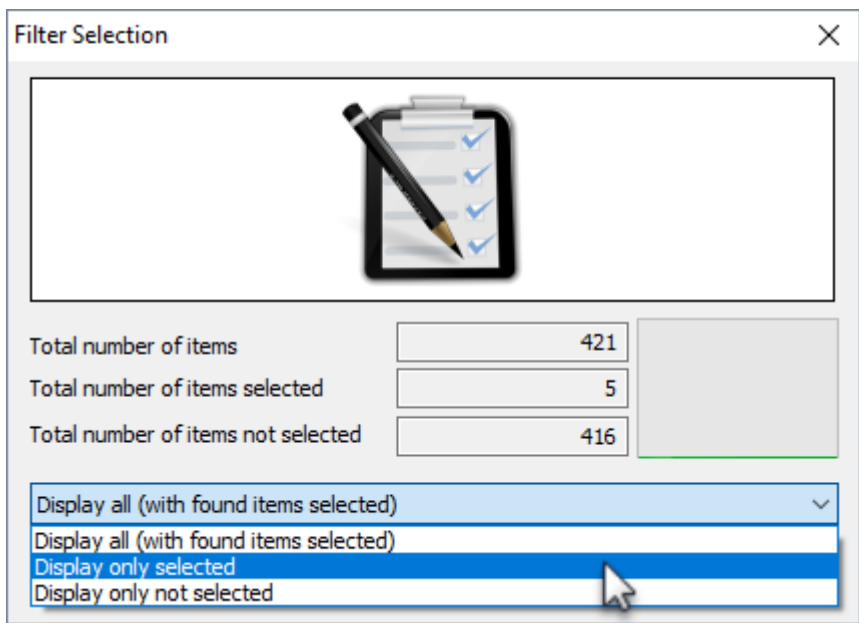 Filter Selection
Total number of items 421
Total number of items selected 5
Total number of items not selected 416
Display all (with found items selected)
Display all (with found items selected)
Display only selected
Display only not selected